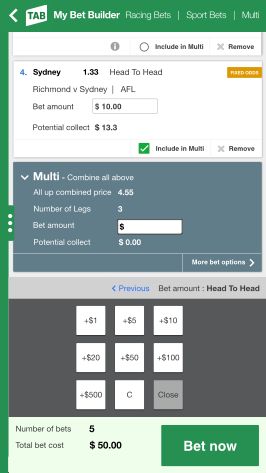 TAB My Bet Builder Racing Bets | Sport Bets | Multi
Include in Multi Remove
4. Sydney 1.33 Head To Head FIXED ODDS
Richmond v Sydney | AFL
Bet amount $ 10.00
Potential collect $ 13.3
Include in Multi Remove
Multi - Combine all above
All up combined price 4.55
Number of Legs 3
Bet amount $
Potential collect $ 0.00
More bet options >
< Previous Bet amount : Head To Head
+$1 +$5 +$10
+$20 +$50 +$100
+$500 C Close
Number of bets 5
Total bet cost $ 50.00
Bet now